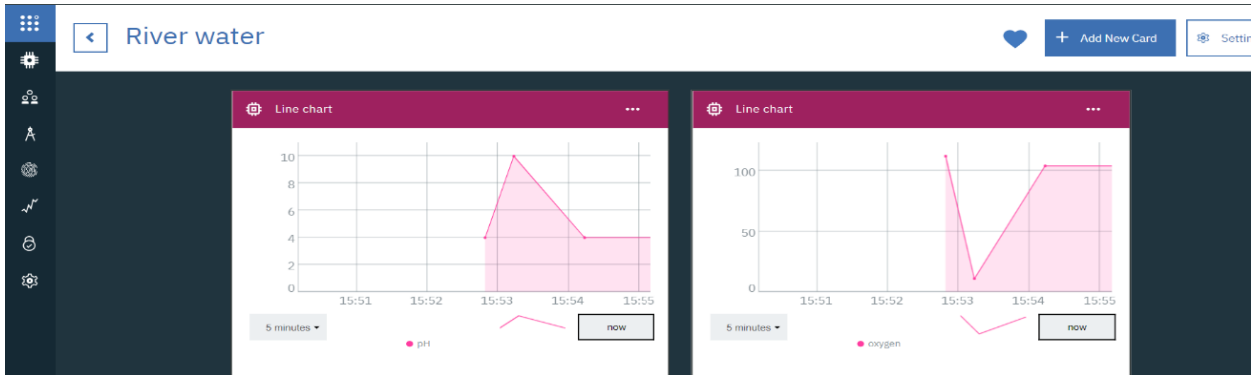 River water
+ Add New Card
Settin
Line chart
10
8
6
4
2
0
15:51 15:52 15:53 15:54 15:55
5 minutes
now
pH
Line chart
100
50
0
15:51 15:52 15:53 15:54 15:55
5 minutes
now
oxygen